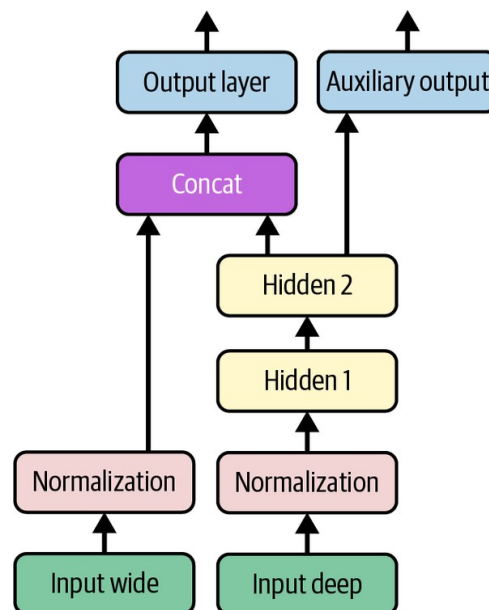 Output layer
Auxiliary output
Concat
Hidden 2
Hidden 1
Normalization
Normalization
Input wide
Input deep